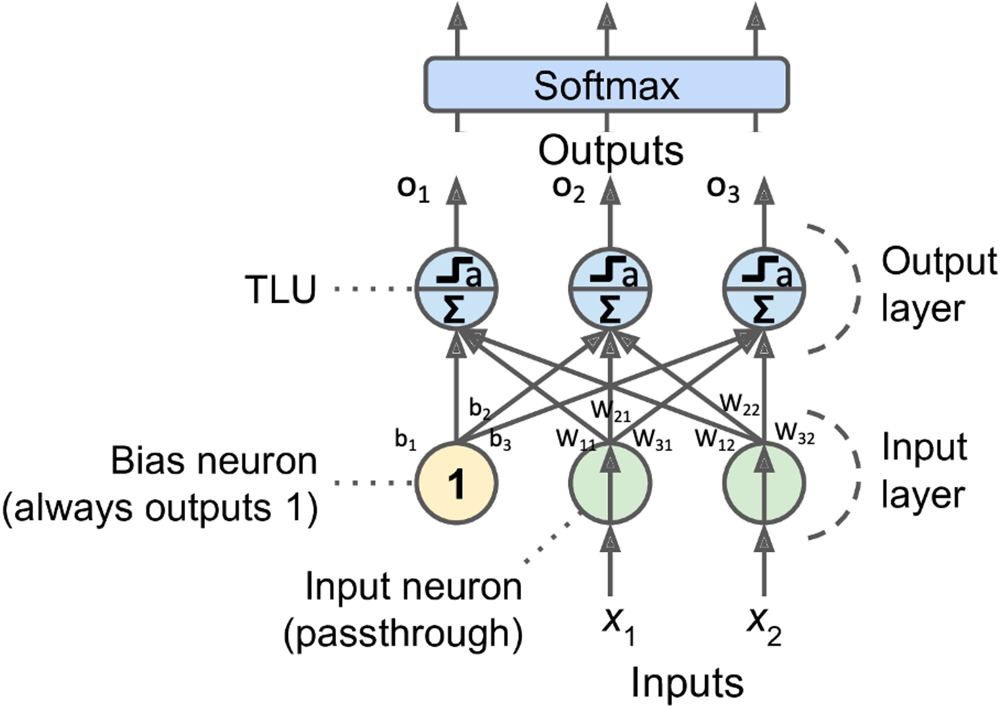 Softmax
Outputs
o₁ o₂ o₃
a a a
TLU
Σ Σ Σ
Output
layer
b₂ W₂₁ W₂₂
b₁ b₃ W₁₁ W₃₁ W₁₂ W₃₂
Bias neuron
(always outputs 1)
1
Input
layer
Input neuron
(passthrough)
x₁ x₂
Inputs